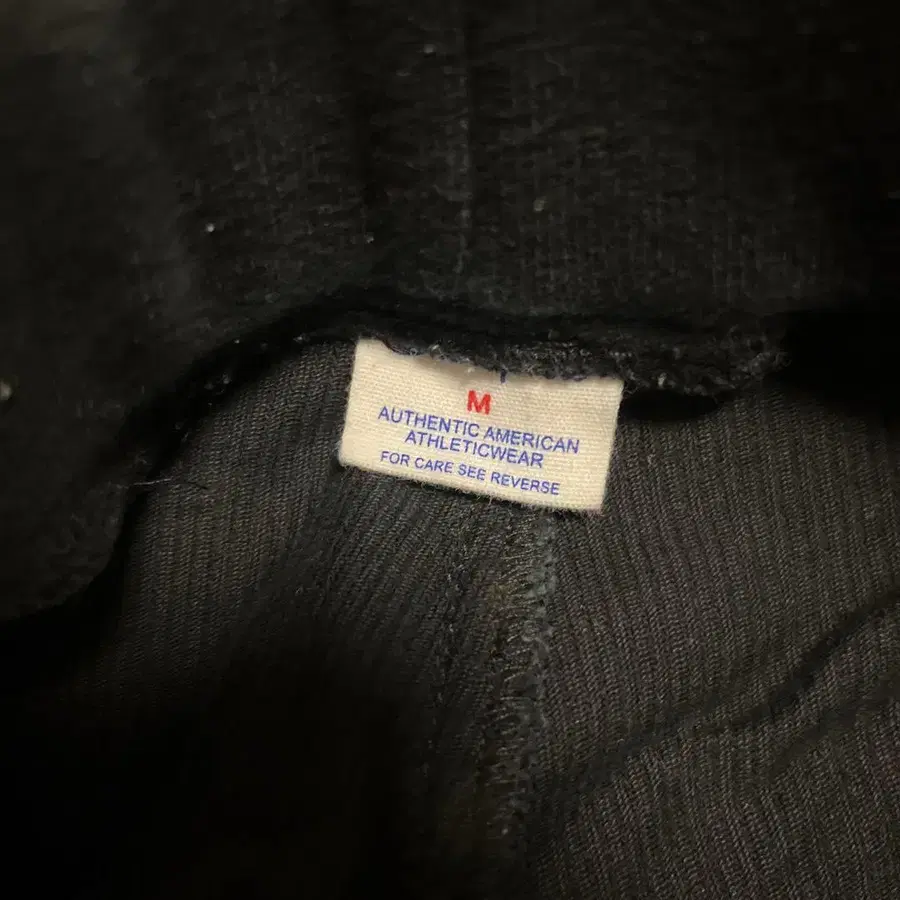 M
AUTHENTIC AMERICAN
ATHLETICWEAR
FOR CARE SEE REVERSE